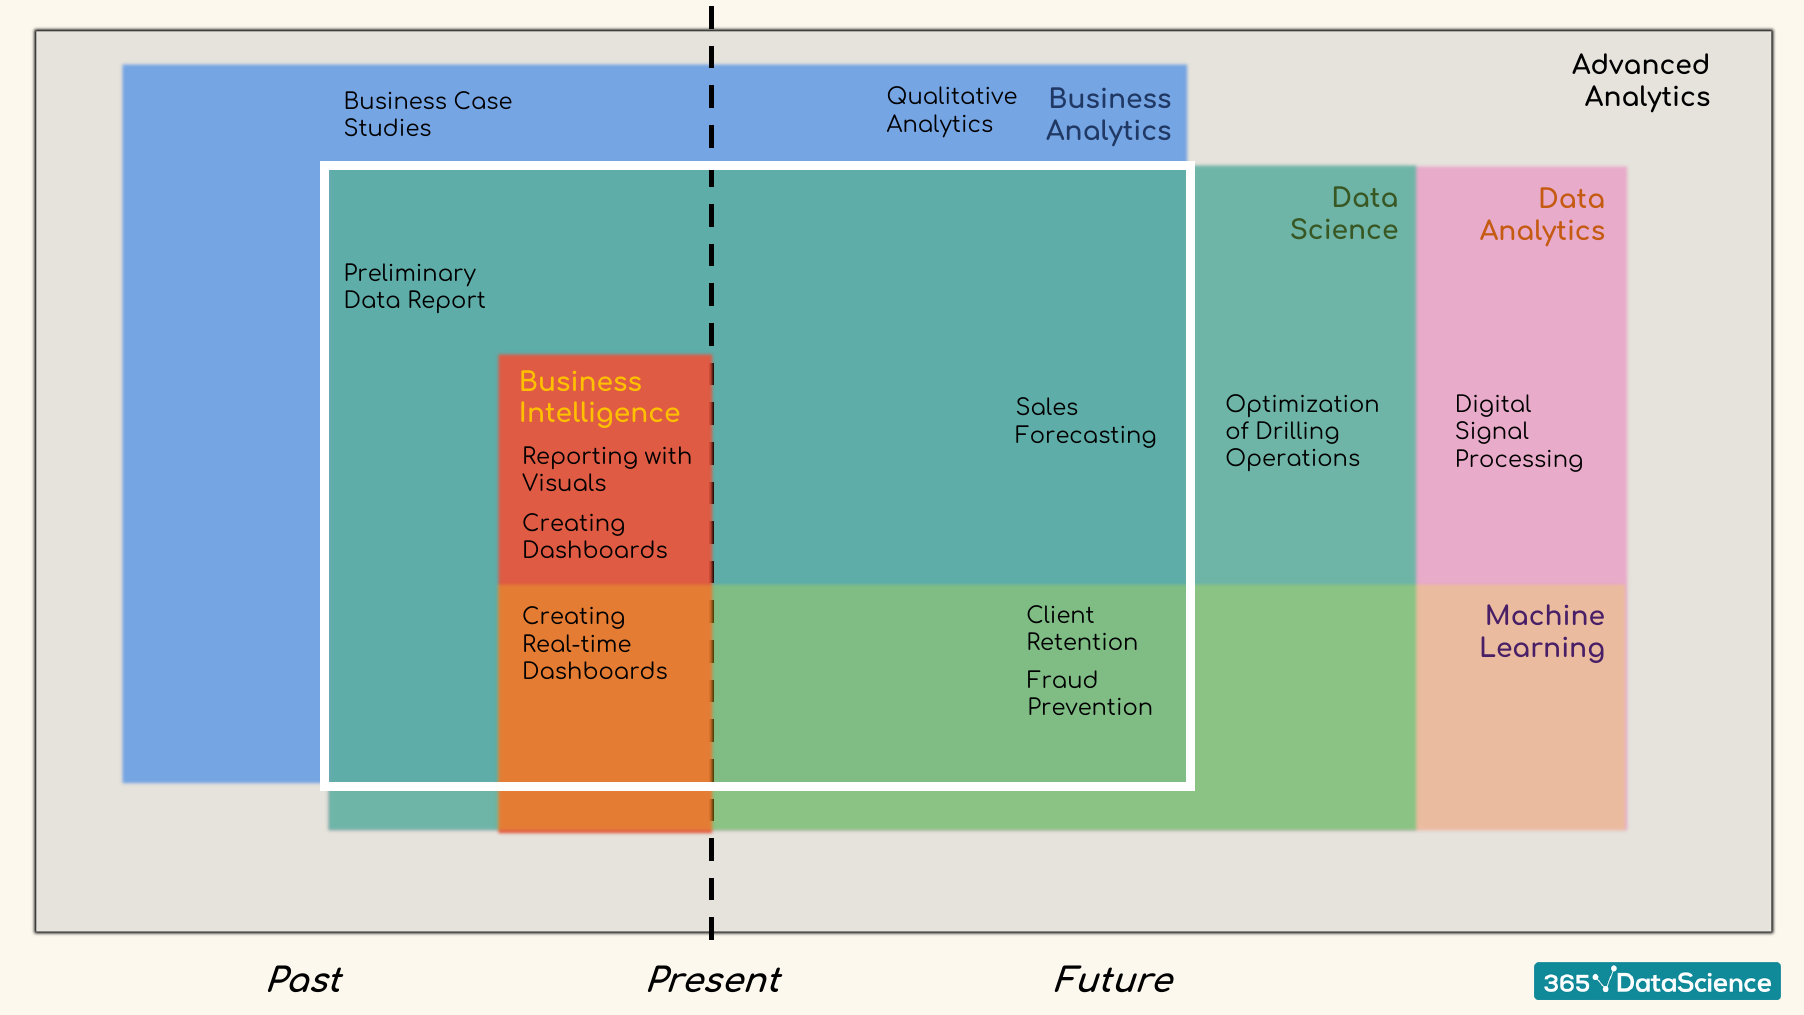 Advanced
Analytics
Business Case
Studies
Qualitative
Analytics
Business
Analytics
Data
Science
Data
Analytics
Preliminary
Data Report
Business
Intelligence
Reporting with
Visuals
Creating
Dashboards
Sales
Forecasting
Optimization
of Drilling
Operations
Digital
Signal
Processing
Creating
Real-time
Dashboards
Client
Retention
Fraud
Prevention
Machine
Learning
Past
Present
Future
365 DataScience